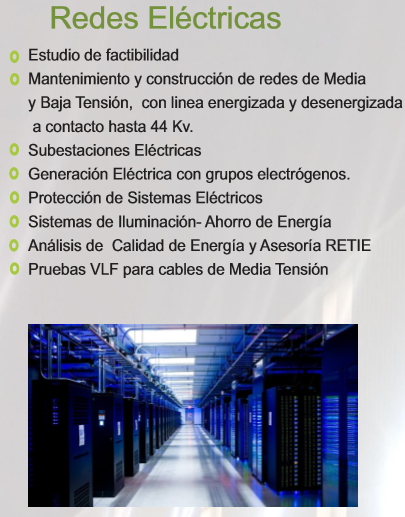 Redes Eléctricas
Estudio de factibilidad
Mantenimiento y construcción de redes de Media
y Baja Tensión, con linea energizada y desenergizada
a contacto hasta 44 Kv.
Subestaciones Eléctricas
Generación Eléctrica con grupos electrógenos.
Protección de Sistemas Eléctricos
Sistemas de Iluminación- Ahorro de Energía
Análisis de Calidad de Energía y Asesoría RETIE
Pruebas VLF para cables de Media Tensión